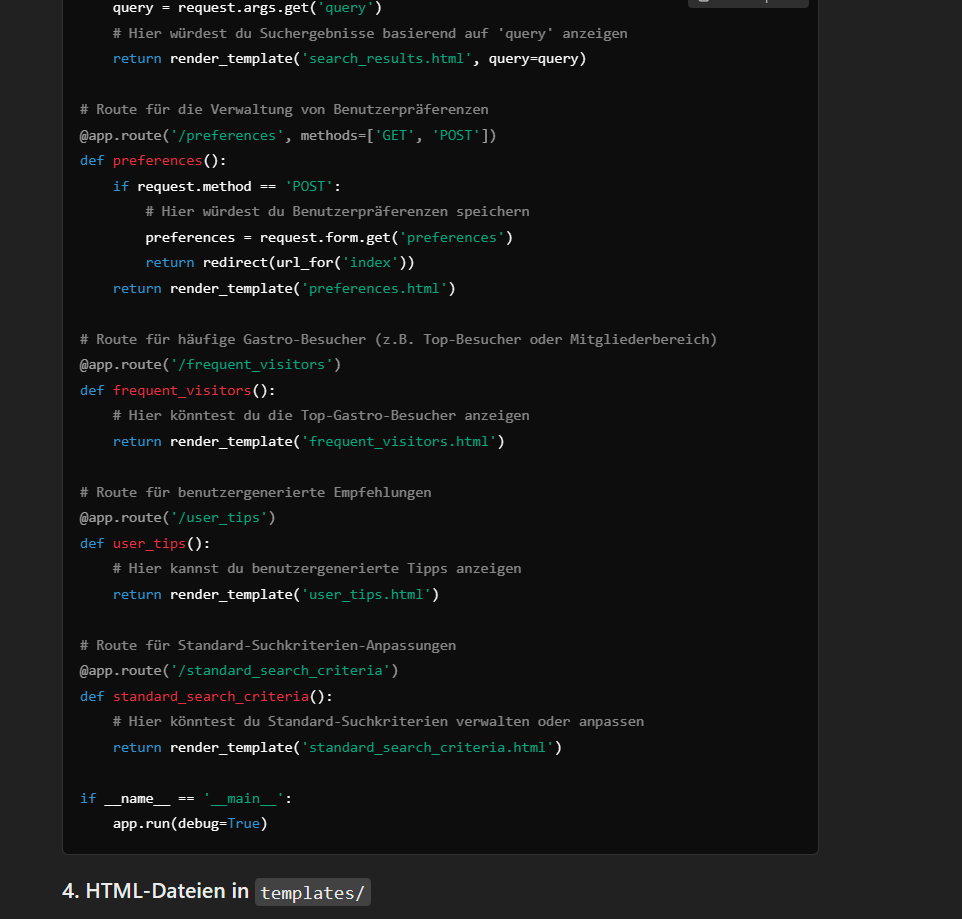 query = request.args.get('query')
# Hier würdest du Suchergebnisse basierend auf 'query' anzeigen
return render_template('search_results.html', query=query)
# Route für die Verwaltung von Benutzerpräferenzen
@app.route('/preferences', methods=['GET', 'POST'])
def preferences():
if request.method == 'POST':
# Hier würdest du Benutzerpräferenzen speichern
preferences = request.form.get('preferences')
return redirect(url_for('index'))
return render_template('preferences.html')
# Route für häufige Gastro-Besucher (z.B. Top-Besucher oder Mitgliederbereich)
@app.route('/frequent_visitors')
def frequent_visitors():
# Hier könntest du die Top-Gastro-Besucher anzeigen
return render_template('frequent_visitors.html')
# Route für benutzergenerierte Empfehlungen
@app.route('/user_tips')
def user_tips():
# Hier kannst du benutzergenerierte Tipps anzeigen
return render_template('user_tips.html')
# Route für Standard-Suchkriterien-Anpassungen
@app.route('/standard_search_criteria')
def standard_search_criteria():
# Hier könntest du Standard-Suchkriterien verwalten oder anpassen
return render_template('standard_search_criteria.html')
if __name__ == '__main__':
app.run(debug=True)
4. HTML-Dateien in templates/